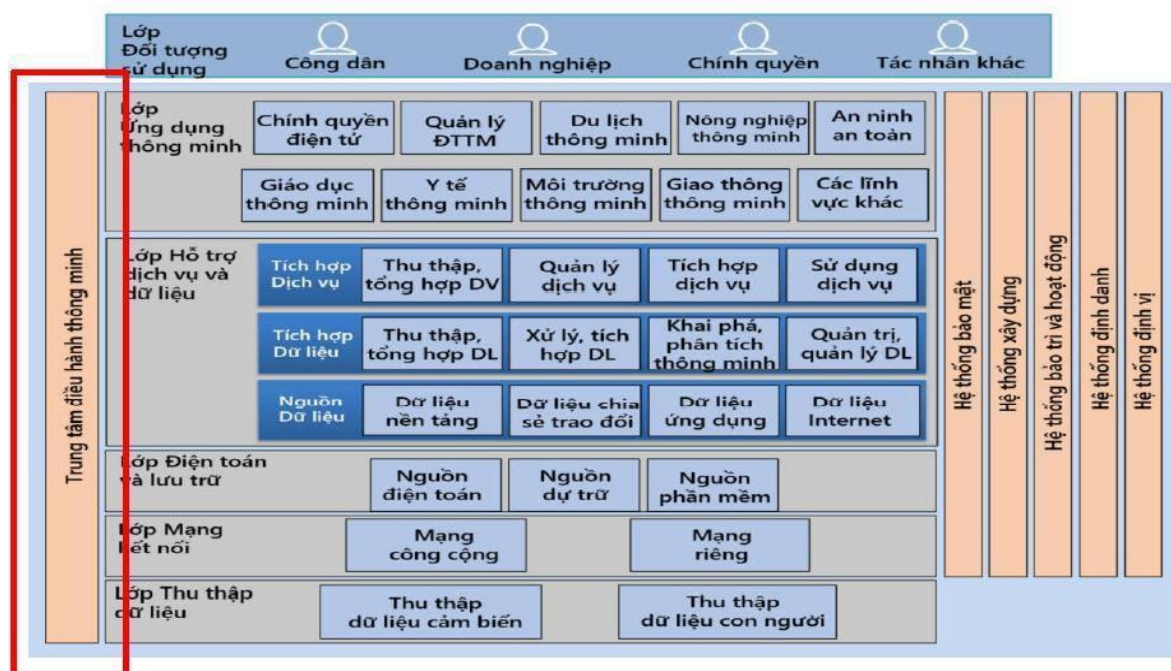 Lớp
Đối tượng
sử dụng
Công dân
Doanh nghiệp
Chính quyền
Tác nhân khác
Trung tâm điều hành thông minh
Lớp
Ứng dụng
thông minh
Chính quyền
điện tử
Quản lý
ĐTTM
Du lịch
thông minh
Nông nghiệp
thông minh
An ninh
an toàn
Giáo dục
thông minh
Y tế
thông minh
Môi trường
thông minh
Giao thông
thông minh
Các lĩnh
vực khác
Lớp Hỗ trợ
dịch vụ và
dữ liệu
Tích hợp
Dịch vụ
Thu thập,
tổng hợp DV
Quản lý
dịch vụ
Tích hợp
dịch vụ
Sử dụng
dịch vụ
Tích hợp
Dữ liệu
Thu thập,
tổng hợp DL
Xử lý, tích
hợp DL
Khai phá,
phân tích
thông minh
Quản trị,
quản lý DL
Nguồn
Dữ liệu
Dữ liệu
nền tảng
Dữ liệu chia
sẻ trao đổi
Dữ liệu
ứng dụng
Dữ liệu
Internet
Lớp Điện toán
và lưu trữ
Nguồn
điện toán
Nguồn
dự trữ
Nguồn
phần mềm
Lớp Mạng
kết nối
Mạng
công cộng
Mạng
riêng
Lớp Thu thập
dữ liệu
Thu thập
dữ liệu cảm biến
Thu thập
dữ liệu con người
Hệ thống bảo mật
Hệ thống xây dựng
Hệ thống bảo trì và hoạt động
Hệ thống định danh
Hệ thống định vị